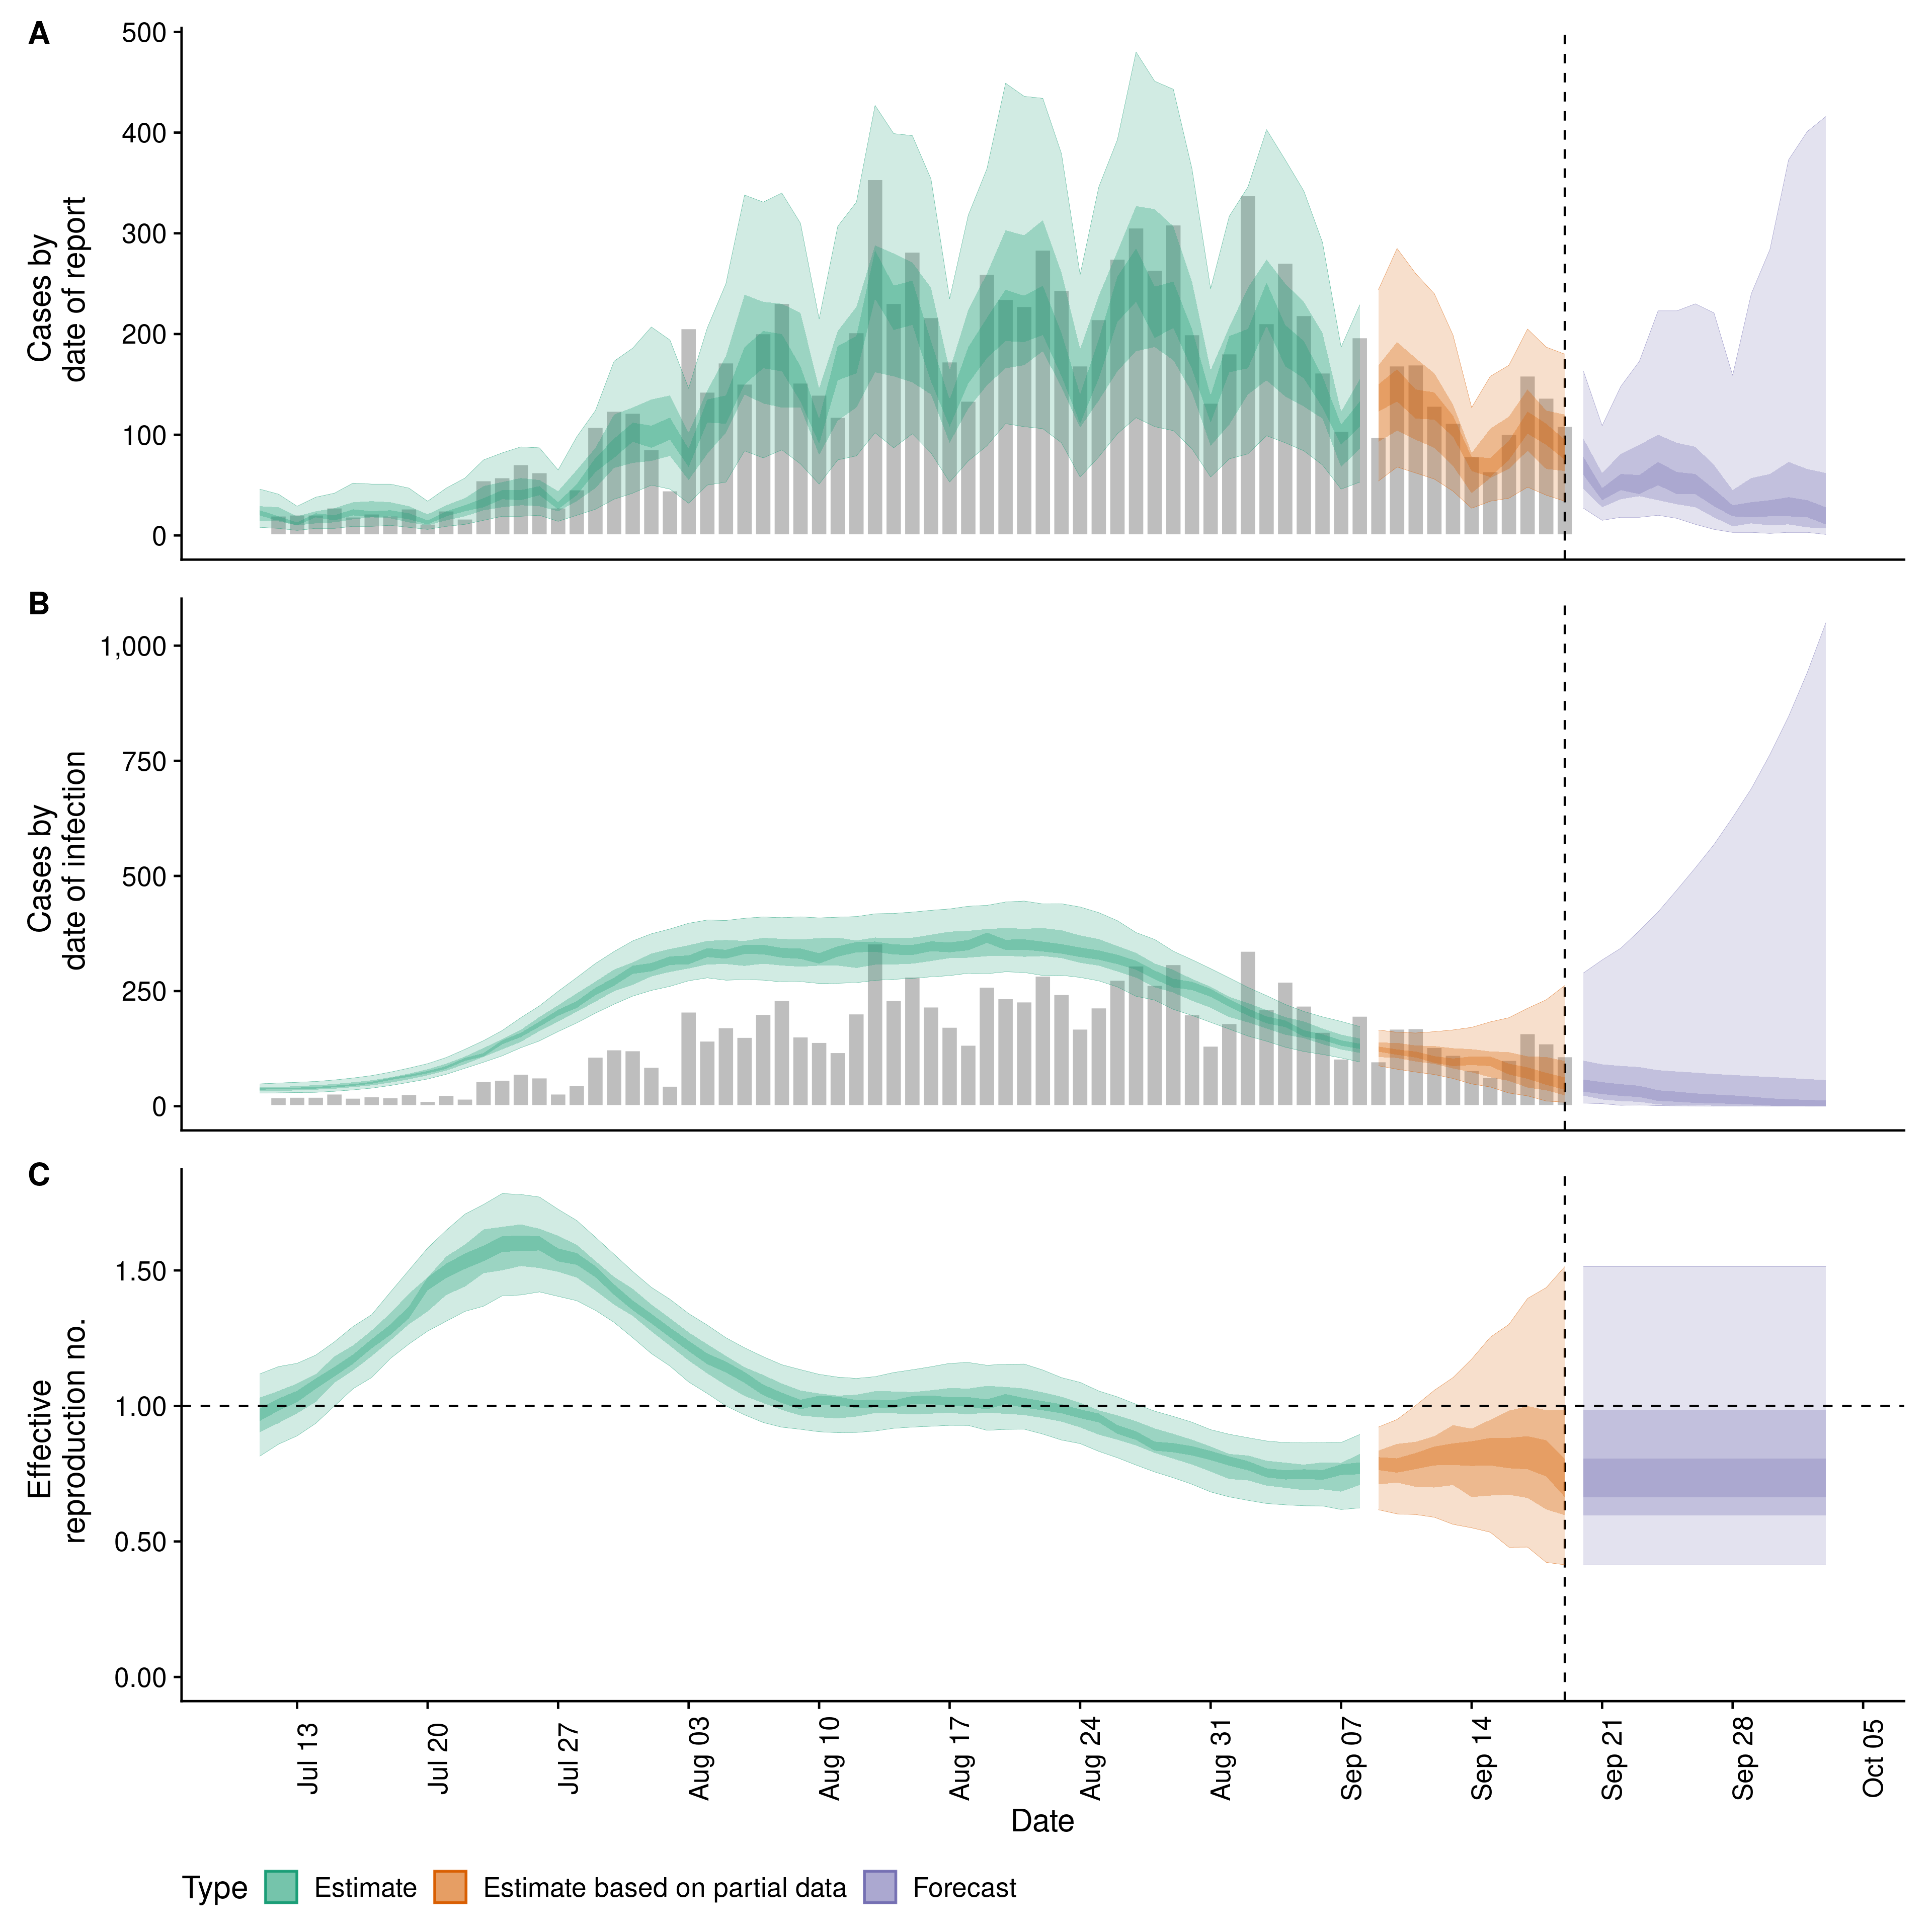 A
500
400
300
200
100
0
Cases by
date of report
B
1,000
750
500
250
0
Cases by
date of infection
C
1.50
1.00
0.50
0.00
Effective
reproduction no.
Jul 13
Jul 20
Jul 27
Aug 03
Aug 10
Aug 17
Aug 24
Aug 31
Sep 07
Sep 14
Sep 21
Sep 28
Oct 05
Date
Type Estimate Estimate based on partial data Forecast